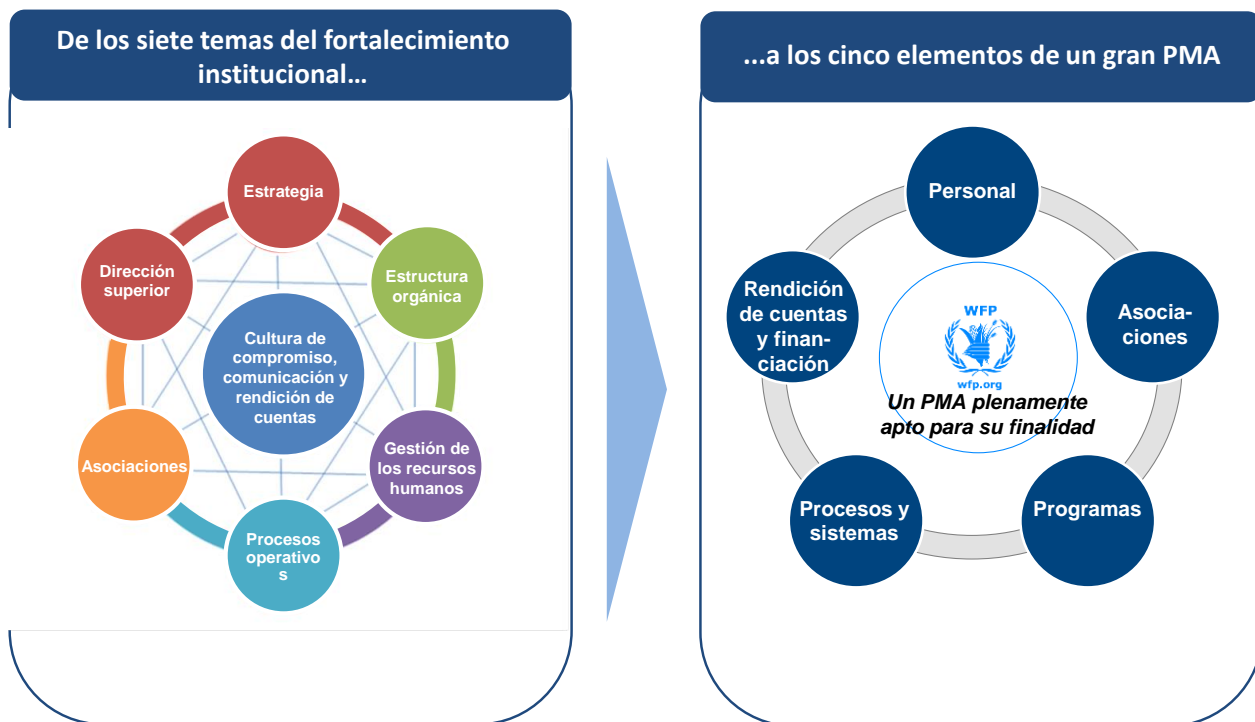 De los siete temas del fortalecimiento
institucional…
Estrategia
Dirección
superior
Estructura
orgánica
Cultura de
compromiso,
comunicación y
rendición de
cuentas
Asociaciones
Gestión de
los recursos
humanos
Procesos
operativo
s
...a los cinco elementos de un gran PMA
Personal
Rendición
de cuentas
y finan-
ciación
Asocia-
ciones
WFP
wfp.org
Un PMA plenamente
apto para su finalidad
Procesos y
sistemas
Programas